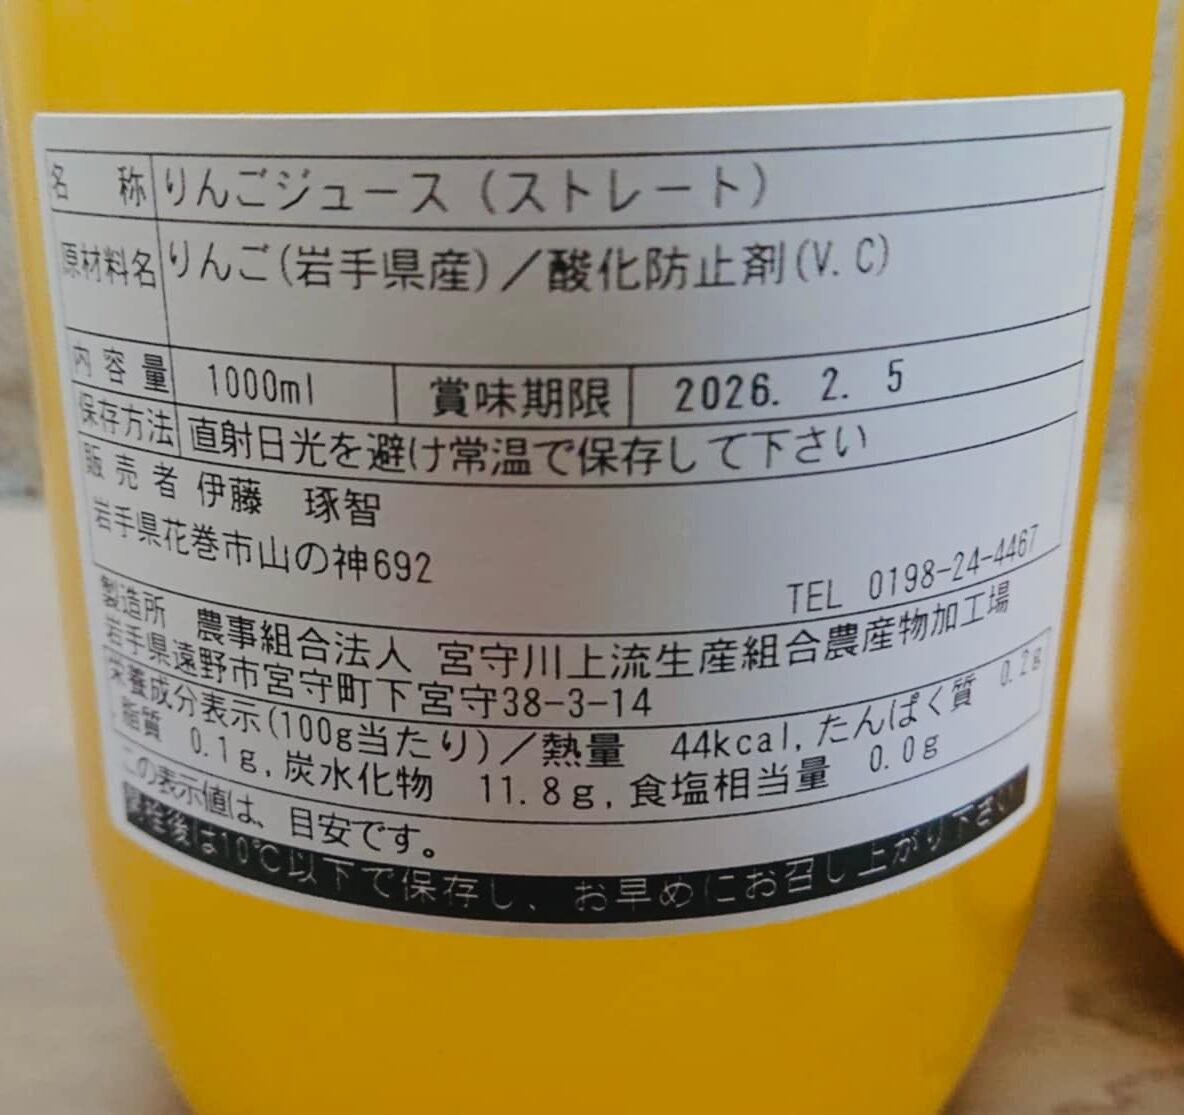 名称 りんごジュース（ストレート）
原材料名 りんご(岩手県産)／酸化防止剤(V.C)
内容量 1000ml 賞味期限 2026. 2. 5
保存方法 直射日光を避け常温で保存して下さい
販売者 伊藤 琢智
岩手県花巻市山の神692
TEL 0198-24-4467
製造所 農事組合法人 宮守川上流生産組合農産物加工場
岩手県遠野市宮守町下宮守38-3-14
栄養成分表示(100g当たり)／熱量 44kcal,たんぱく質 0.2g
脂質 0.1g,炭水化物 11.8g,食塩相当量 0.0g
この表示値は、目安です。
開栓後は10℃以下で保存し、お早めにお召し上がり下さい